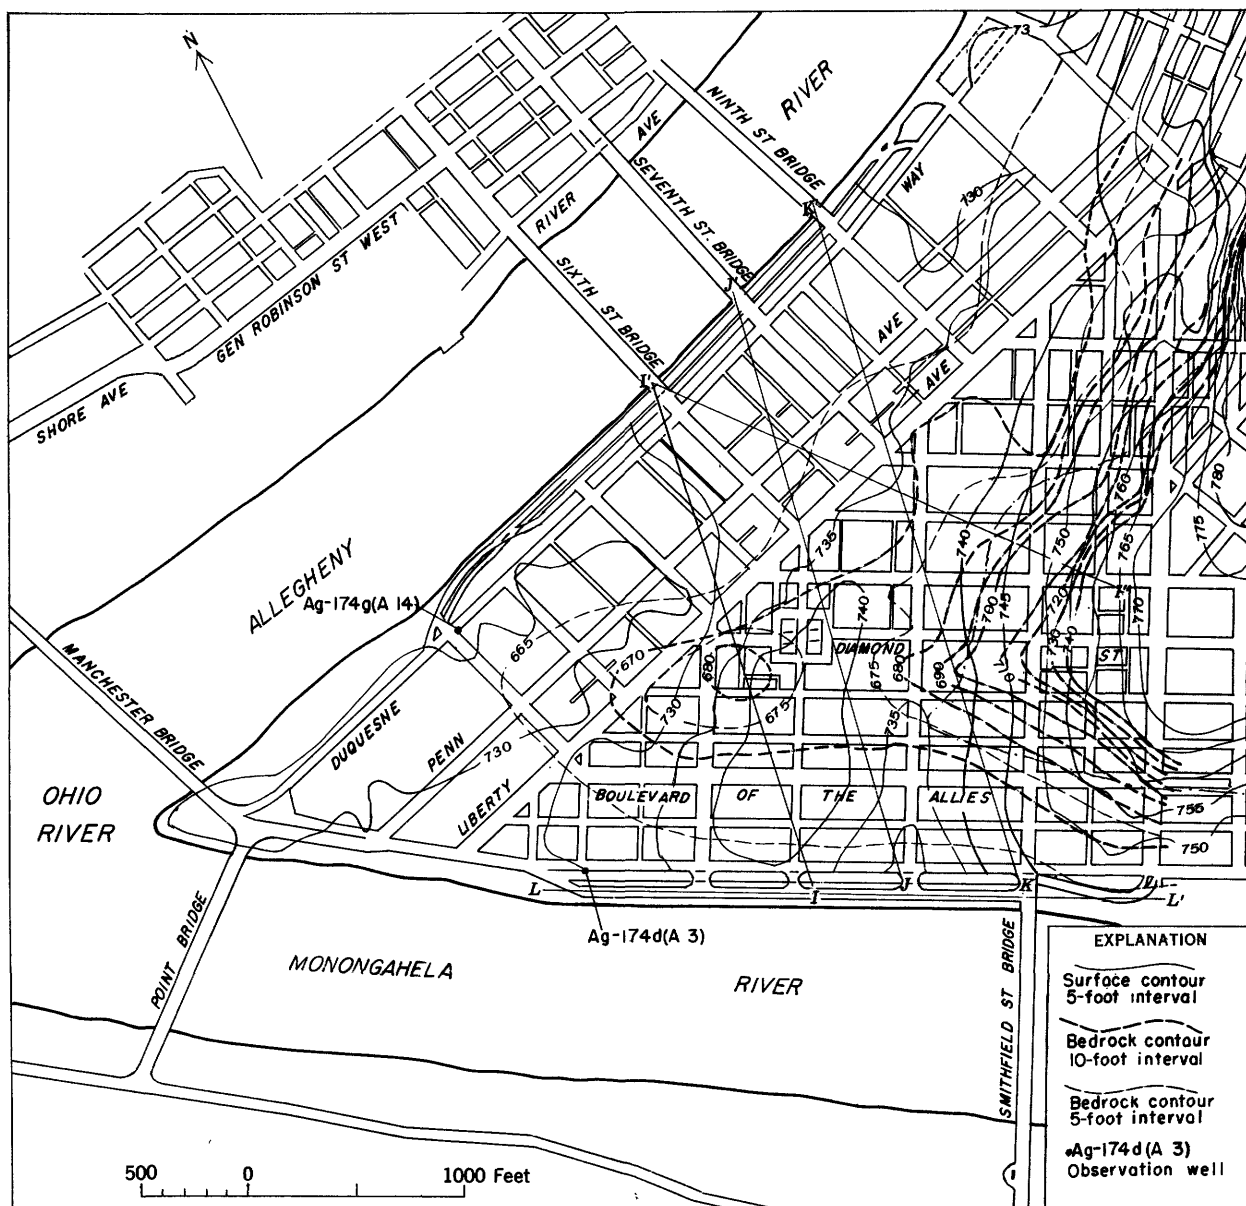 N
73
NINTH ST BRIDGE
RIVER
AVE
RIVER
SEVENTH ST. BRIDGE
WAY
730
K'
SIXTH ST BRIDGE
J'
GEN ROBINSON ST WEST
AVE
AVE
I'
SHORE AVE
780
760
775
735
740
750
765
ALLEGHENY
Ag-174g(A 14)
740
700
745
720
770
665
670
680
DIAMOND
ST
730
740
675
680
690
MANCHESTER BRIDGE
DUQUESNE
PENN
LIBERTY
730
730
675
735
OHIO
RIVER
BOULEVARD OF THE ALLIES
755
750
L
I
J
K
L'
Ag-174d(A 3)
POINT BRIDGE
MONONGAHELA
RIVER
SMITHFIELD ST BRIDGE
EXPLANATION
Surface contour
5-foot interval
Bedrock contour
10-foot interval
Bedrock contour
5-foot interval
Ag-174d(A 3)
Observation well
500 0 1000 Feet